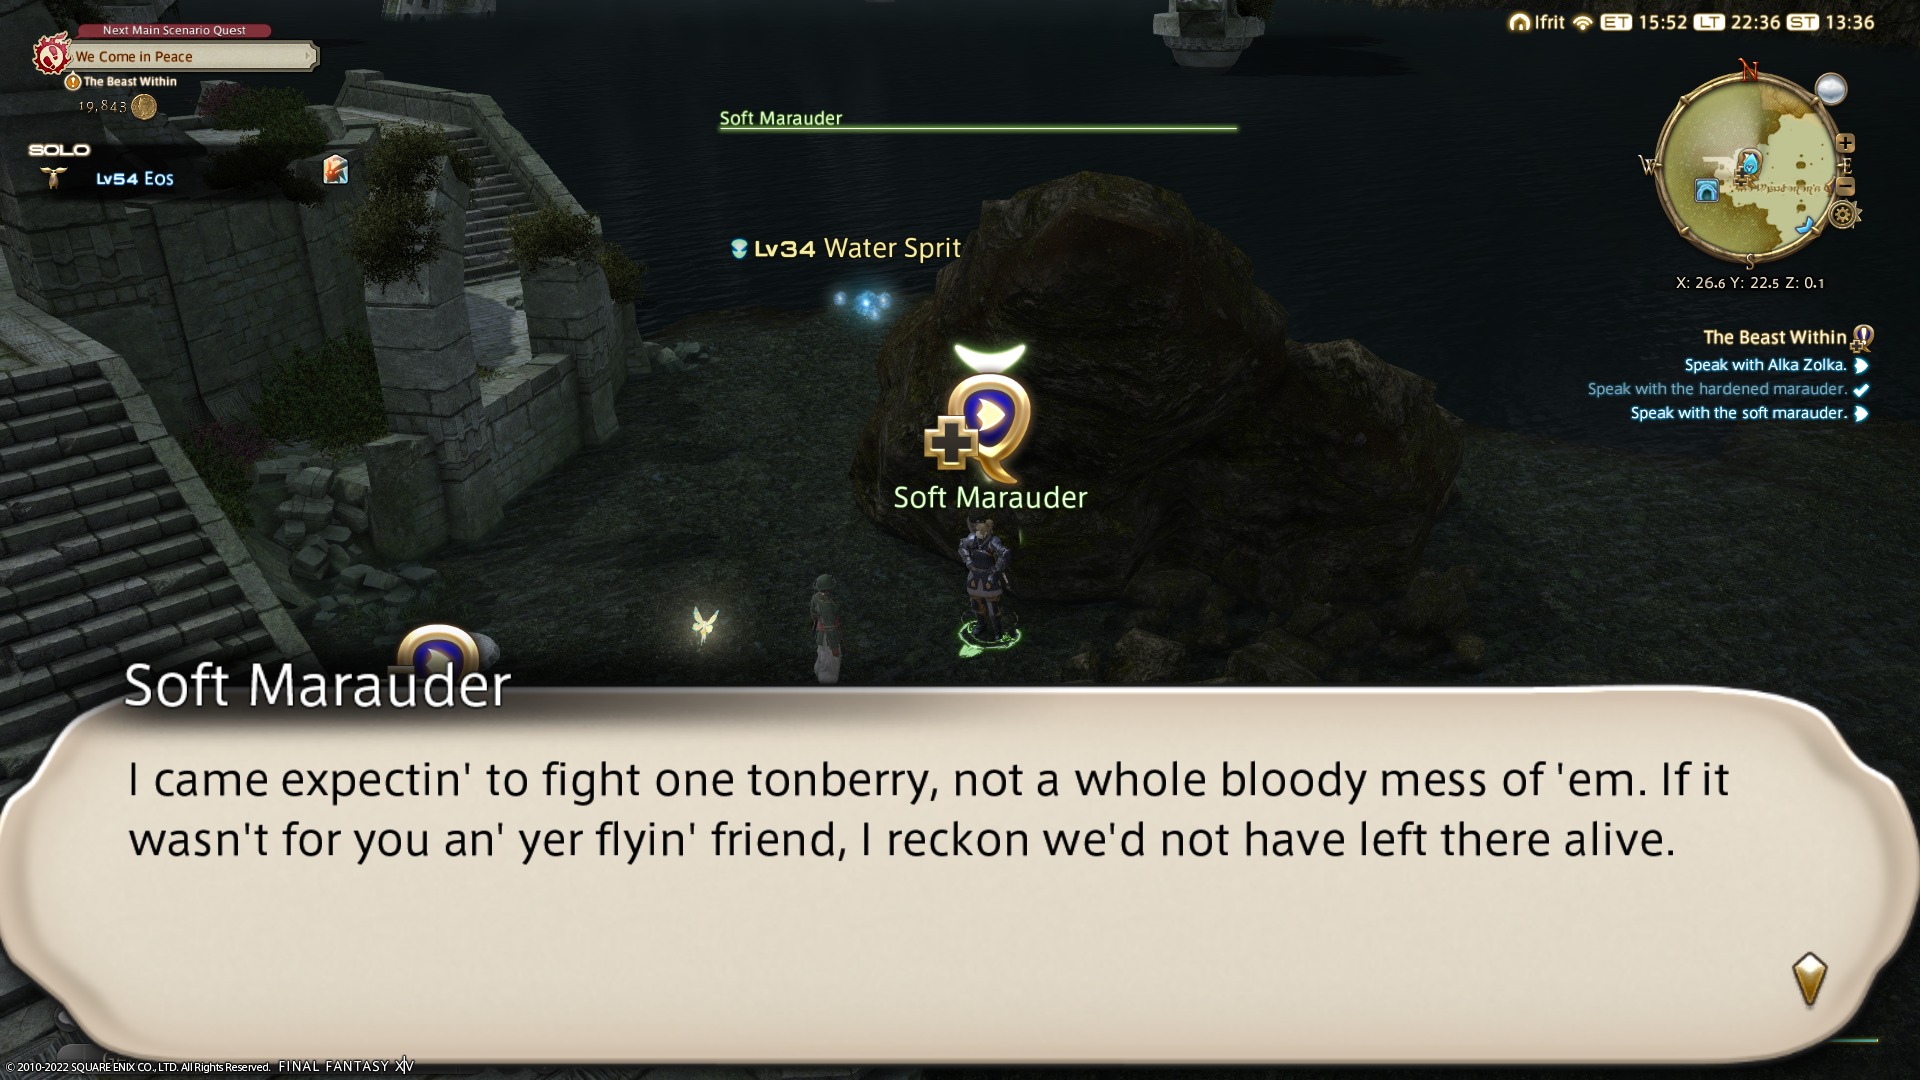 Next Main Scenario Quest
We Come in Peace
The Beast Within
19,843
SOLO
Lv54 Eos
Ifrit ET 15:52 LT 22:36 ST 13:36
N
W
E
S
X: 26.6 Y: 22.5 Z: 0.1
The Beast Within
Speak with Alka Zolka.
Speak with the hardened marauder.
Speak with the soft marauder.
Soft Marauder
Lv34 Water Sprit
Soft Marauder
Soft Marauder
I came expectin' to fight one tonberry, not a whole bloody mess of 'em. If it
wasn't for you an' yer flyin' friend, I reckon we'd not have left there alive.
© 2010-2022 SQUARE ENIX CO., LTD. All Rights Reserved. FINAL FANTASY XIV